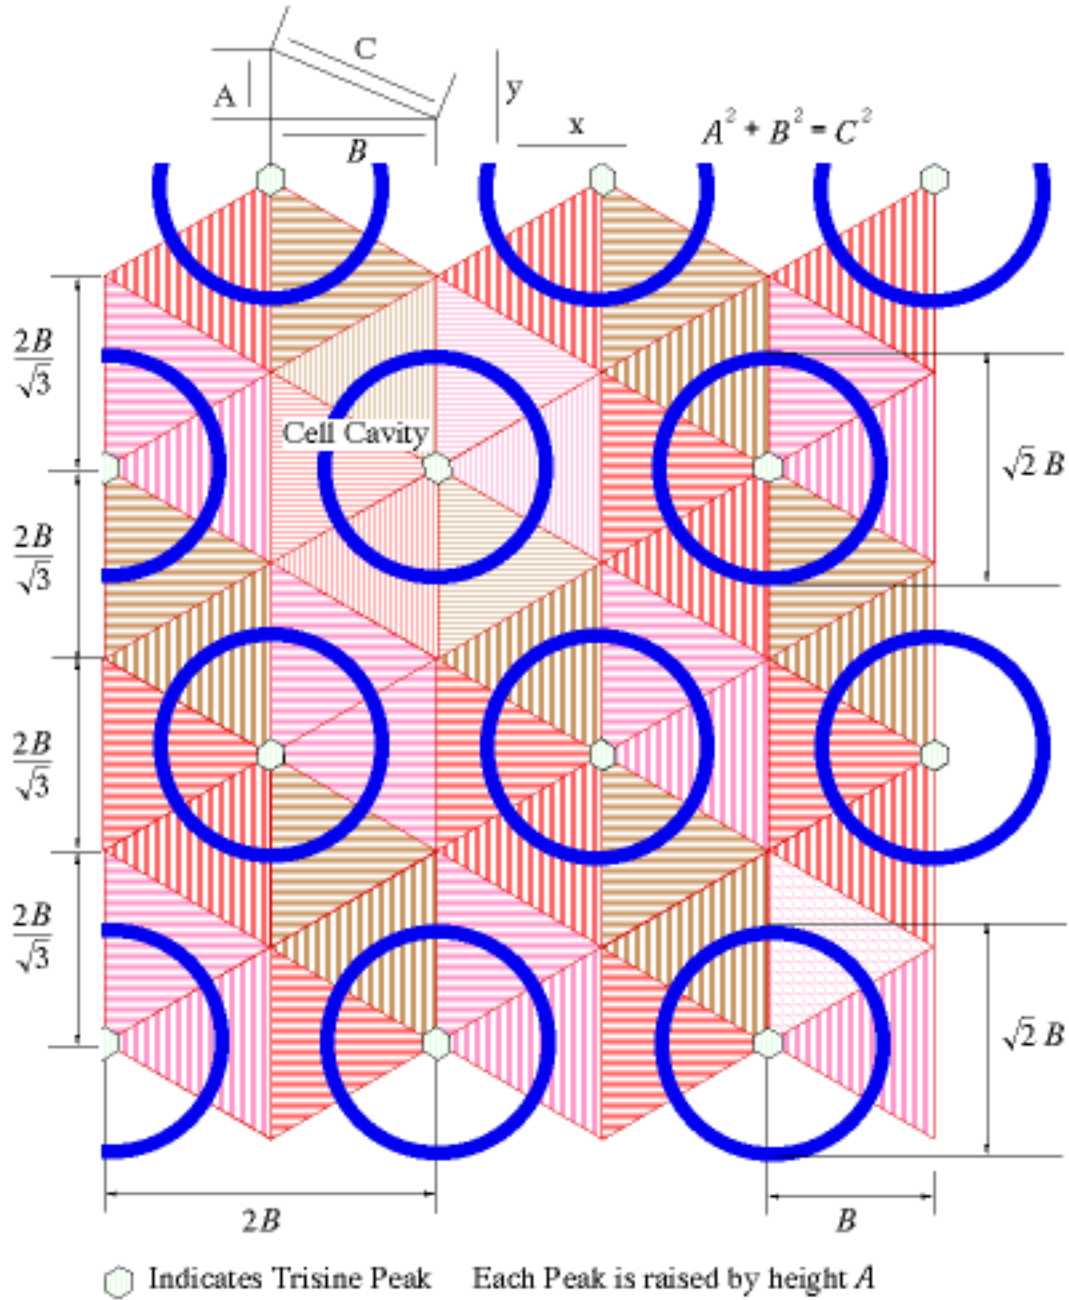 C
A
y
x
A² + B² = C²
B
2B
√3
Cell Cavity
√2 B
2B
√3
2B
√3
2B
√3
√2 B
2B
B
Indicates Trisine Peak Each Peak is raised by height A